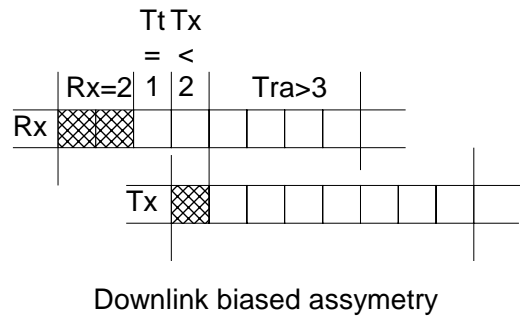 Tt Tx
= <
Rx=2 1 2 Tra>3
Rx
Tx
Downlink biased assymetry